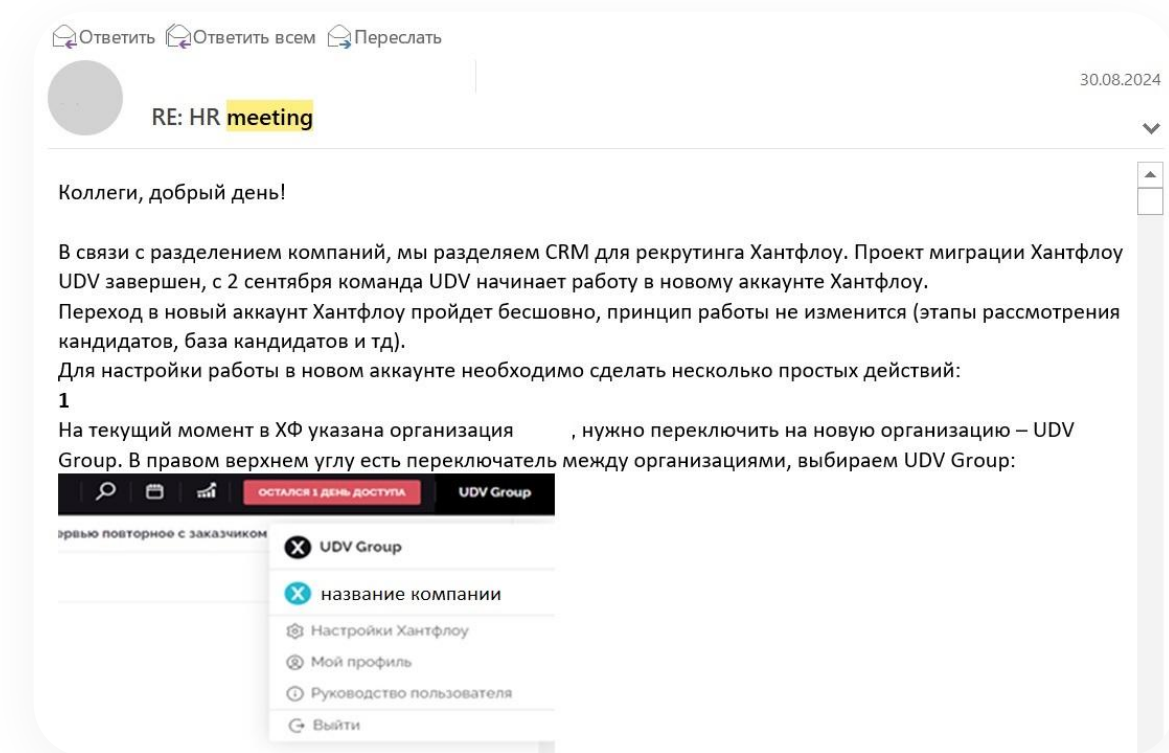 Ответить Ответить всем Переслать
30.08.2024
RE: HR meeting
Коллеги, добрый день!
В связи с разделением компаний, мы разделяем CRM для рекрутинга Хантфлоу. Проект миграции Хантфлоу
UDV завершен, с 2 сентября команда UDV начинает работу в новому аккаунте Хантфлоу.
Переход в новый аккаунт Хантфлоу пройдет бесшовно, принцип работы не изменится (этапы рассмотрения
кандидатов, база кандидатов и тд).
Для настройки работы в новом аккаунте необходимо сделать несколько простых действий:
1
На текущий момент в ХФ указана организация , нужно переключить на новую организацию – UDV
Group. В правом верхнем углу есть переключатель между организациями, выбираем UDV Group:
ОСТАЛСЯ 1 ДЕНЬ ДОСТУПА UDV Group
ервью повторное с заказчиком
UDV Group
название компании
Настройки Хантфлоу
Мой профиль
Руководство пользователя
Выйти